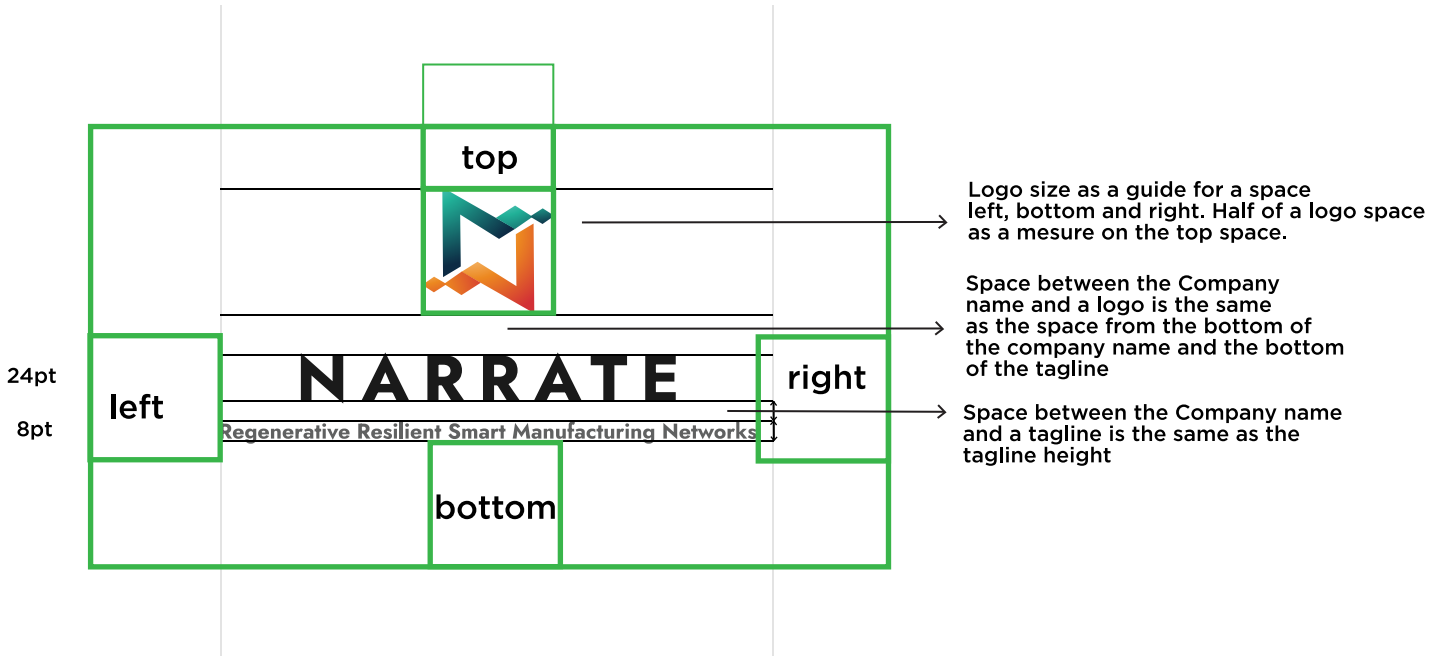 top
Logo size as a guide for a space
left, bottom and right. Half of a logo space
as a mesure on the top space.
Space between the Company
name and a logo is the same
as the space from the bottom of
the company name and the bottom
of the tagline
24pt
NARRATE
left
right
8pt
Regenerative Resilient Smart Manufacturing Networks
Space between the Company name
and a tagline is the same as the
tagline height
bottom